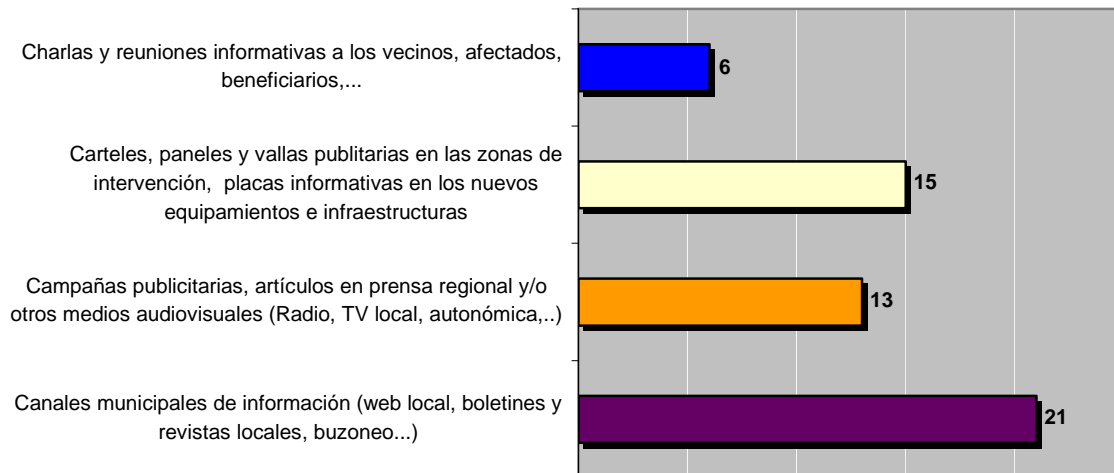 Charlas y reuniones informativas a los vecinos, afectados,
beneficiarios,...
6
Carteles, paneles y vallas publitarias en las zonas de
intervención, placas informativas en los nuevos
equipamientos e infraestructuras
15
Campañas publicitarias, artículos en prensa regional y/o
otros medios audiovisuales (Radio, TV local, autonómica,..)
13
Canales municipales de información (web local, boletines y
revistas locales, buzoneo...)
21